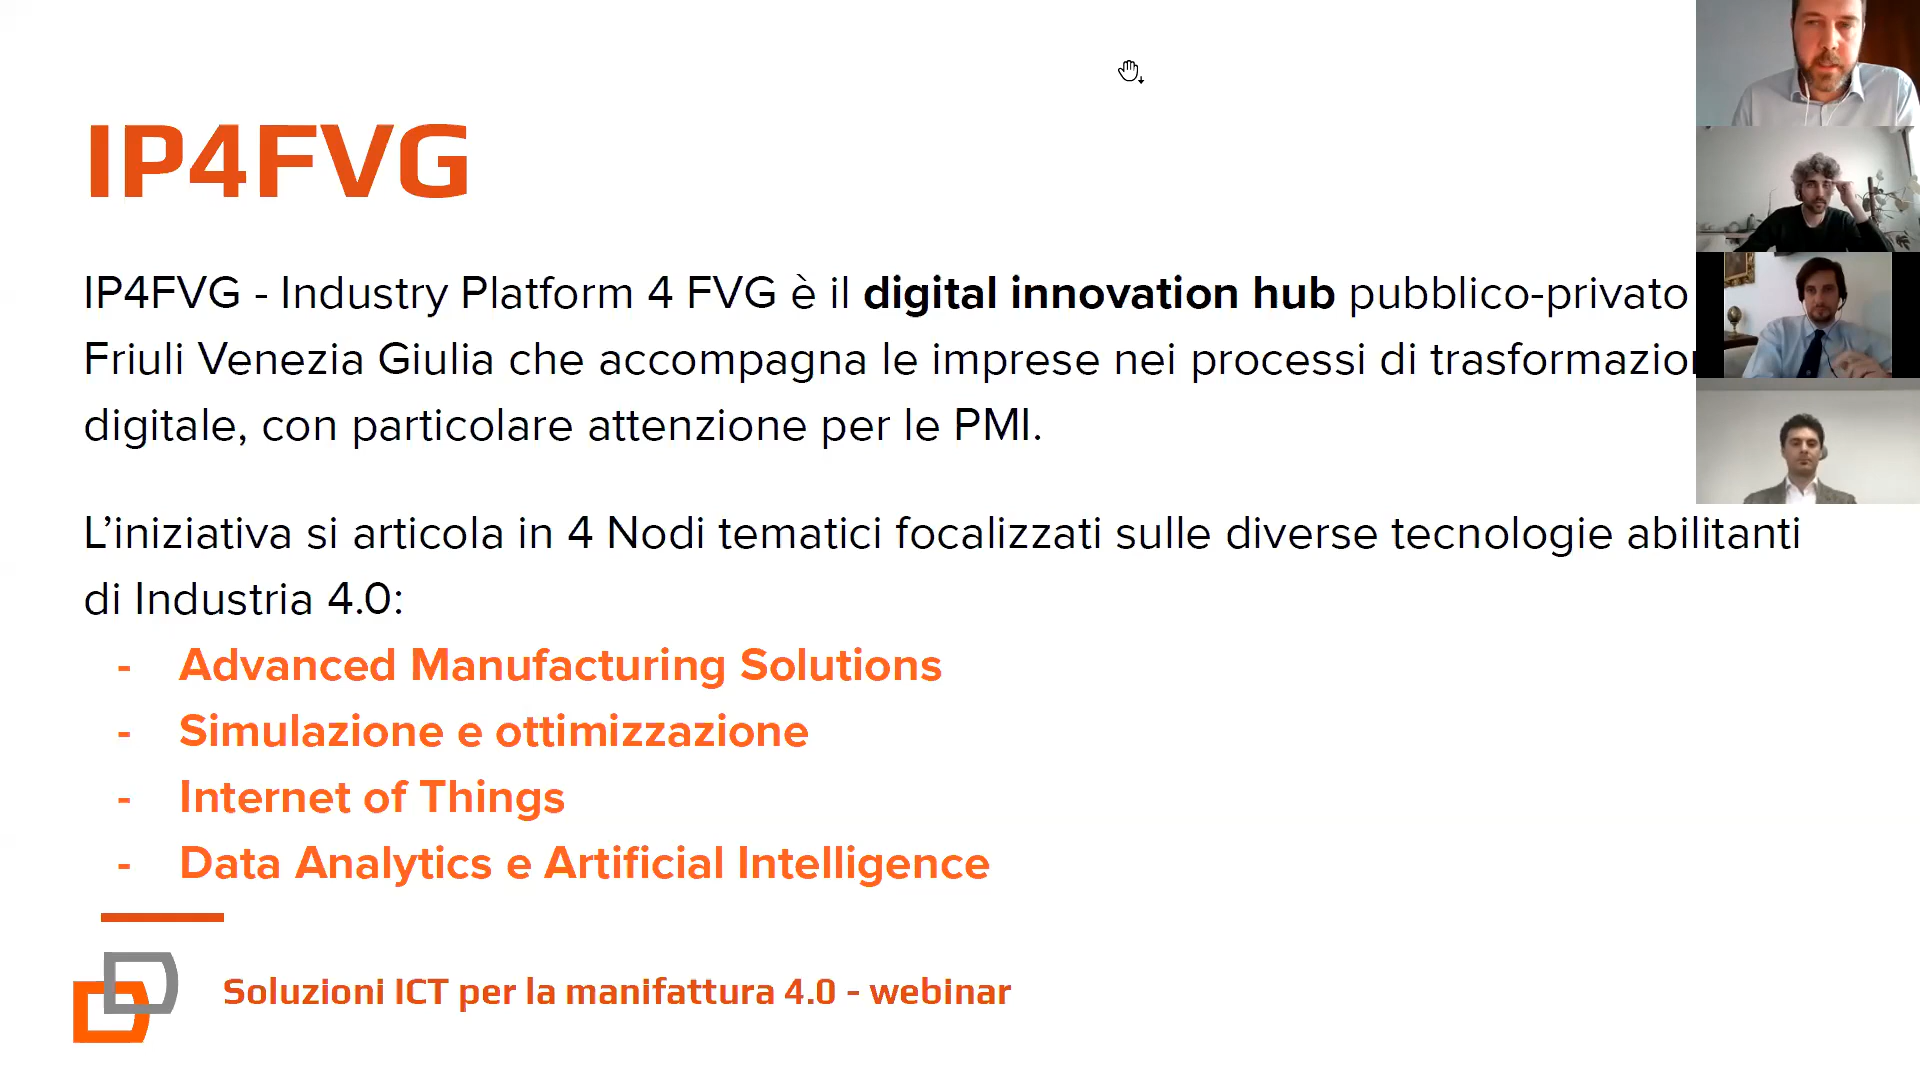 IP4FVG
IP4FVG - Industry Platform 4 FVG è il digital innovation hub pubblico-privato
Friuli Venezia Giulia che accompagna le imprese nei processi di
digitale, con particolare attenzione per le PMI.
L’iniziativa si articola in 4 Nodi tematici focalizzati sulle diverse tecnologie abilitanti
di Industria 4.0:
- Advanced Manufacturing Solutions
- Simulazione e ottimizzazione
- Internet of Things
- Data Analytics e Artificial Intelligence
Soluzioni ICT per la manifattura 4.0 - webinar